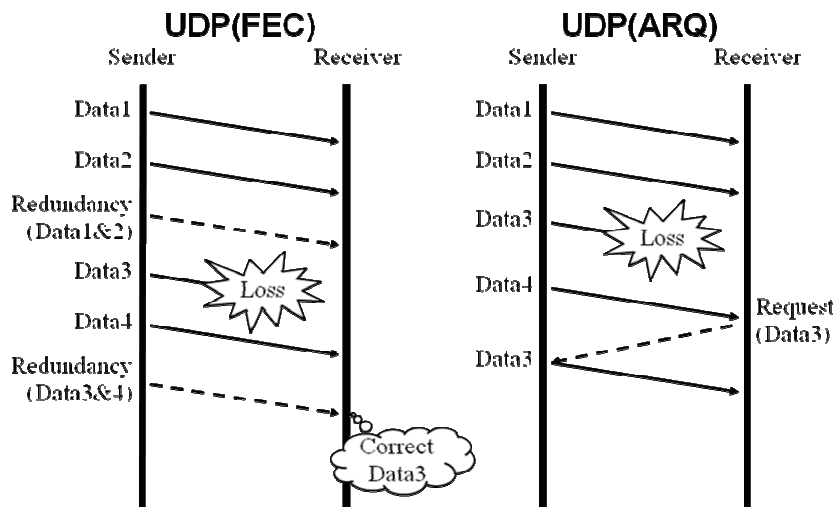 UDP(FEC)
Sender
Receiver
Data1
Data2
Redundancy
(Data1&2)
Data3
Loss
Data4
Redundancy
(Data3&4)
Correct
Data3
UDP(ARQ)
Sender
Receiver
Data1
Data2
Data3
Loss
Data4
Request
(Data3)
Data3